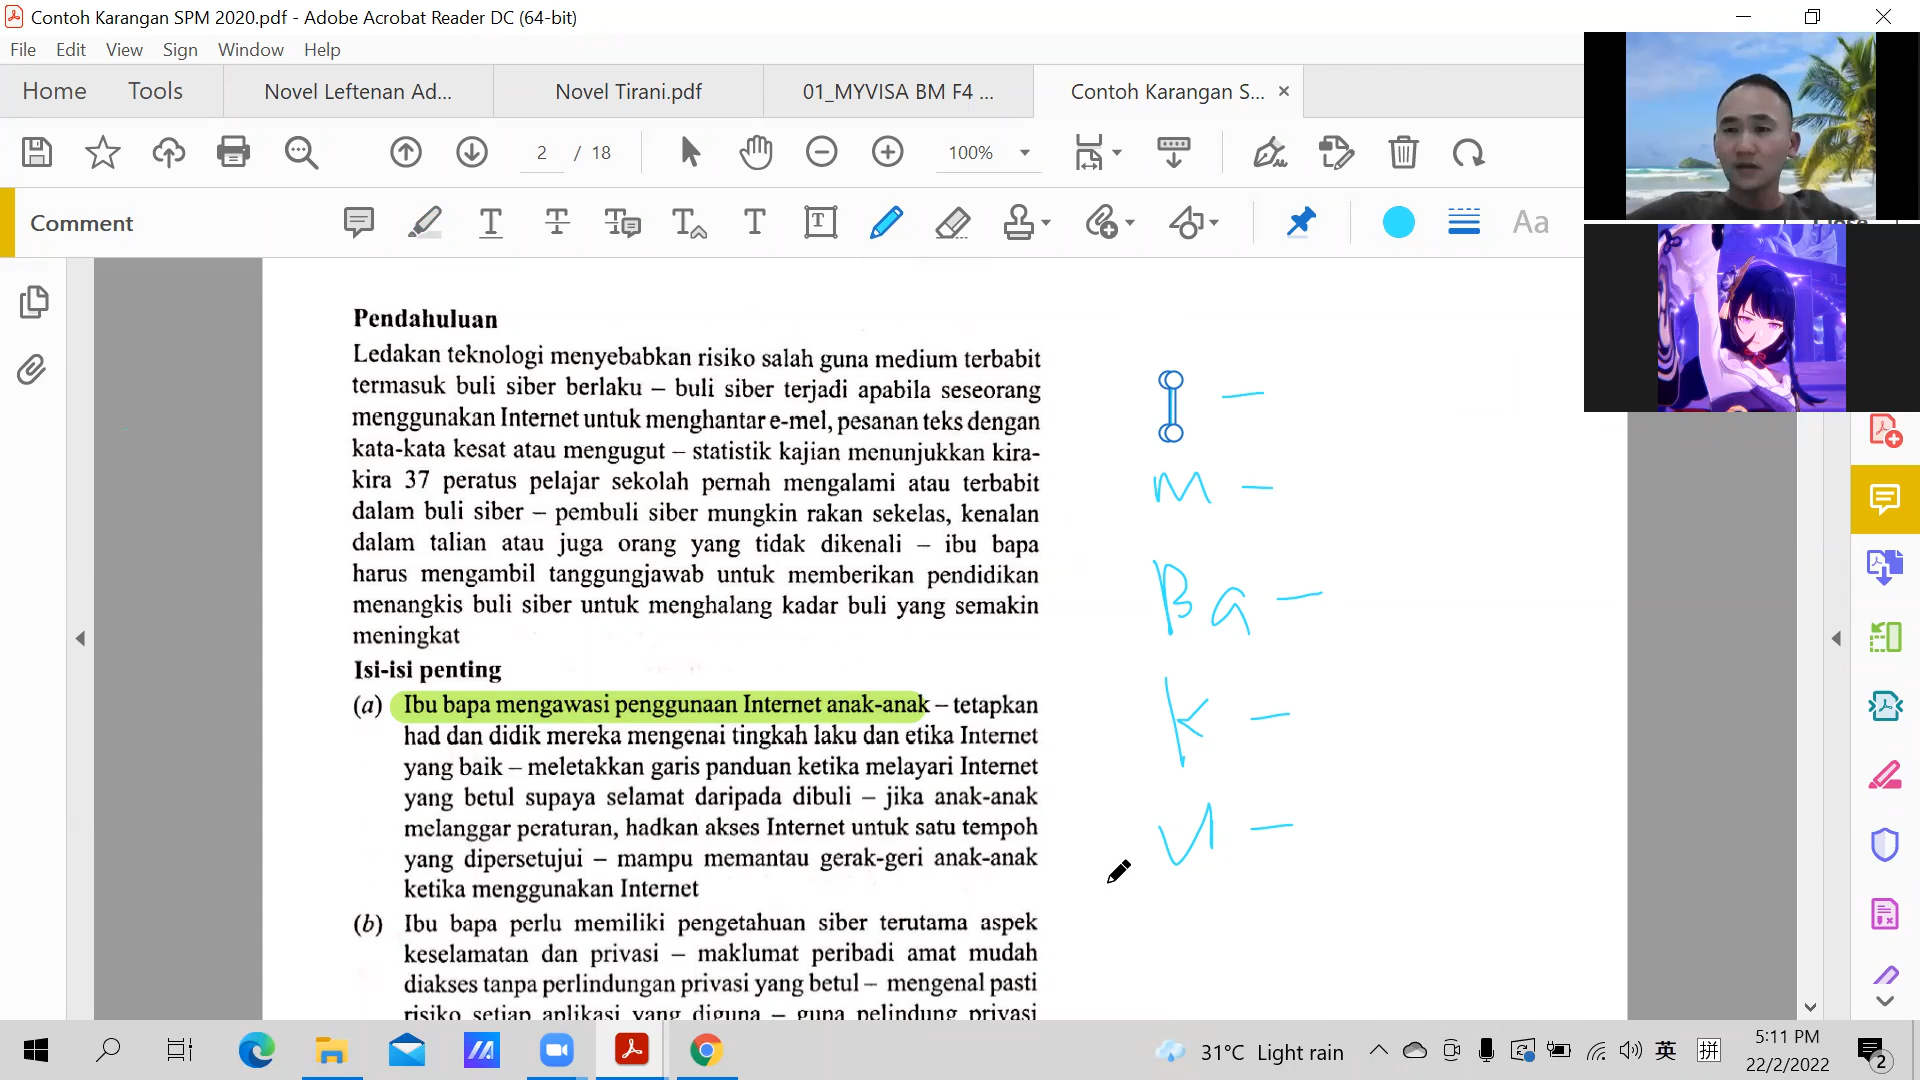 Contoh Karangan SPM 2020.pdf - Adobe Acrobat Reader DC (64-bit)
File Edit View Sign Window Help
Home Tools Novel Leftenan Ad... Novel Tirani.pdf 01_MYVISA BM F4 ... Contoh Karangan S... ×
2 / 18 100%
Comment Aa
Pendahuluan
Ledakan teknologi menyebabkan risiko salah guna medium terbabit
termasuk buli siber berlaku – buli siber terjadi apabila seseorang
menggunakan Internet untuk menghantar e-mel, pesanan teks dengan
kata-kata kesat atau mengugut – statistik kajian menunjukkan kira-
kira 37 peratus pelajar sekolah pernah mengalami atau terbabit
dalam buli siber – pembuli siber mungkin rakan sekelas, kenalan
dalam talian atau juga orang yang tidak dikenali – ibu bapa
harus mengambil tanggungjawab untuk memberikan pendidikan
menangkis buli siber untuk menghalang kadar buli yang semakin
meningkat
Isi-isi penting
(a) Ibu bapa mengawasi penggunaan Internet anak-anak – tetapkan
had dan didik mereka mengenai tingkah laku dan etika Internet
yang baik – meletakkan garis panduan ketika melayari Internet
yang betul supaya selamat daripada dibuli – jika anak-anak
melanggar peraturan, hadkan akses Internet untuk satu tempoh
yang dipersetujui – mampu memantau gerak-geri anak-anak
ketika menggunakan Internet
(b) Ibu bapa perlu memiliki pengetahuan siber terutama aspek
keselamatan dan privasi – maklumat peribadi amat mudah
diakses tanpa perlindungan privasi yang betul – mengenal pasti
risiko setiap aplikasi yang diguna – guna pelindung privasi
I –
m –
Ba –
K –
31°C Light rain 英 拼 5:11 PM
22/2/2022
2